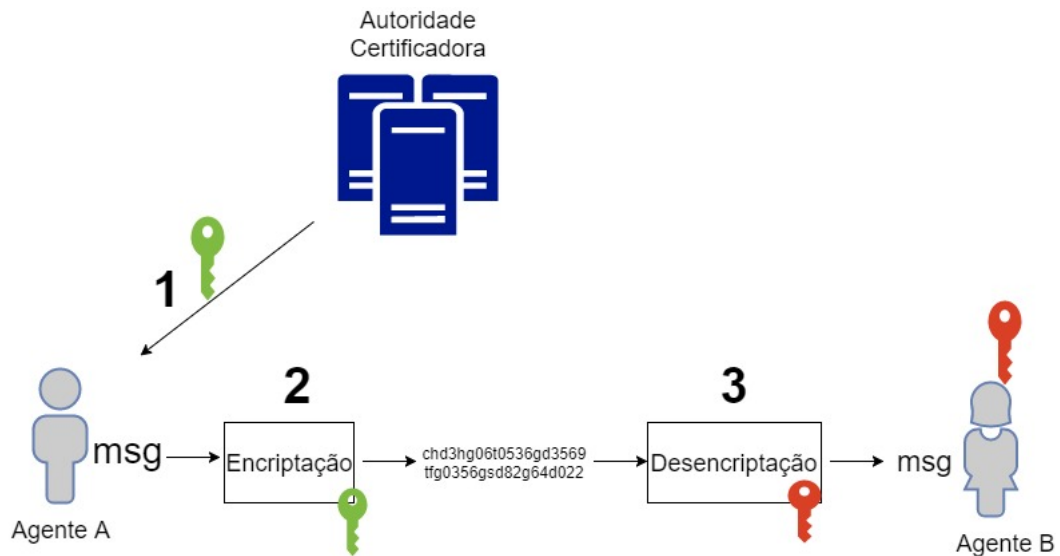 Autoridade
Certificadora
1
2
3
msg
Encriptação
chd3hg06t0536gd3569
tfg0356gsd82g64d022
Desencriptação
msg
Agente A
Agente B